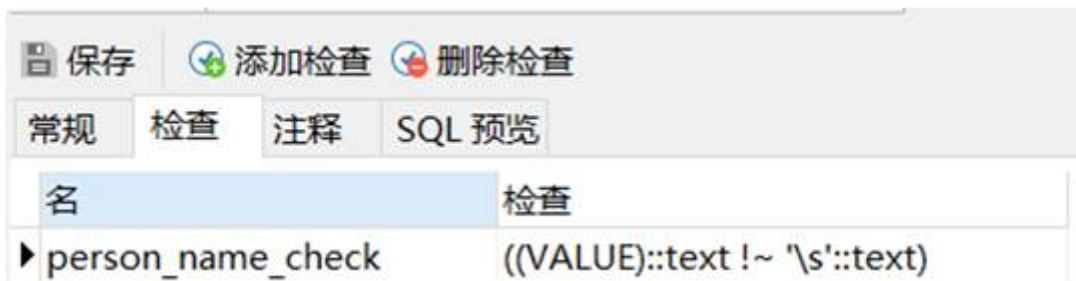 保存 添加检查 删除检查
常规 检查 注释 SQL 预览
名 检查
person_name_check ((VALUE)::text !~ '\s'::text)